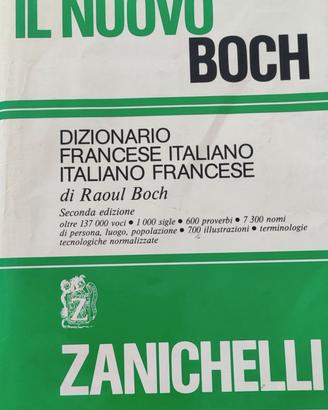 IL NUOVO
BOCH
DIZIONARIO
FRANCESE ITALIANO
ITALIANO FRANCESE
di Raoul Boch
Seconda edizione
oltre 137 000 voci • 1 000 sigle • 600 proverbi • 7 300 nomi
di persona, luogo, popolazione • 700 illustrazioni • terminologie
tecnologiche normalizzate
Z
ZANICHELLI